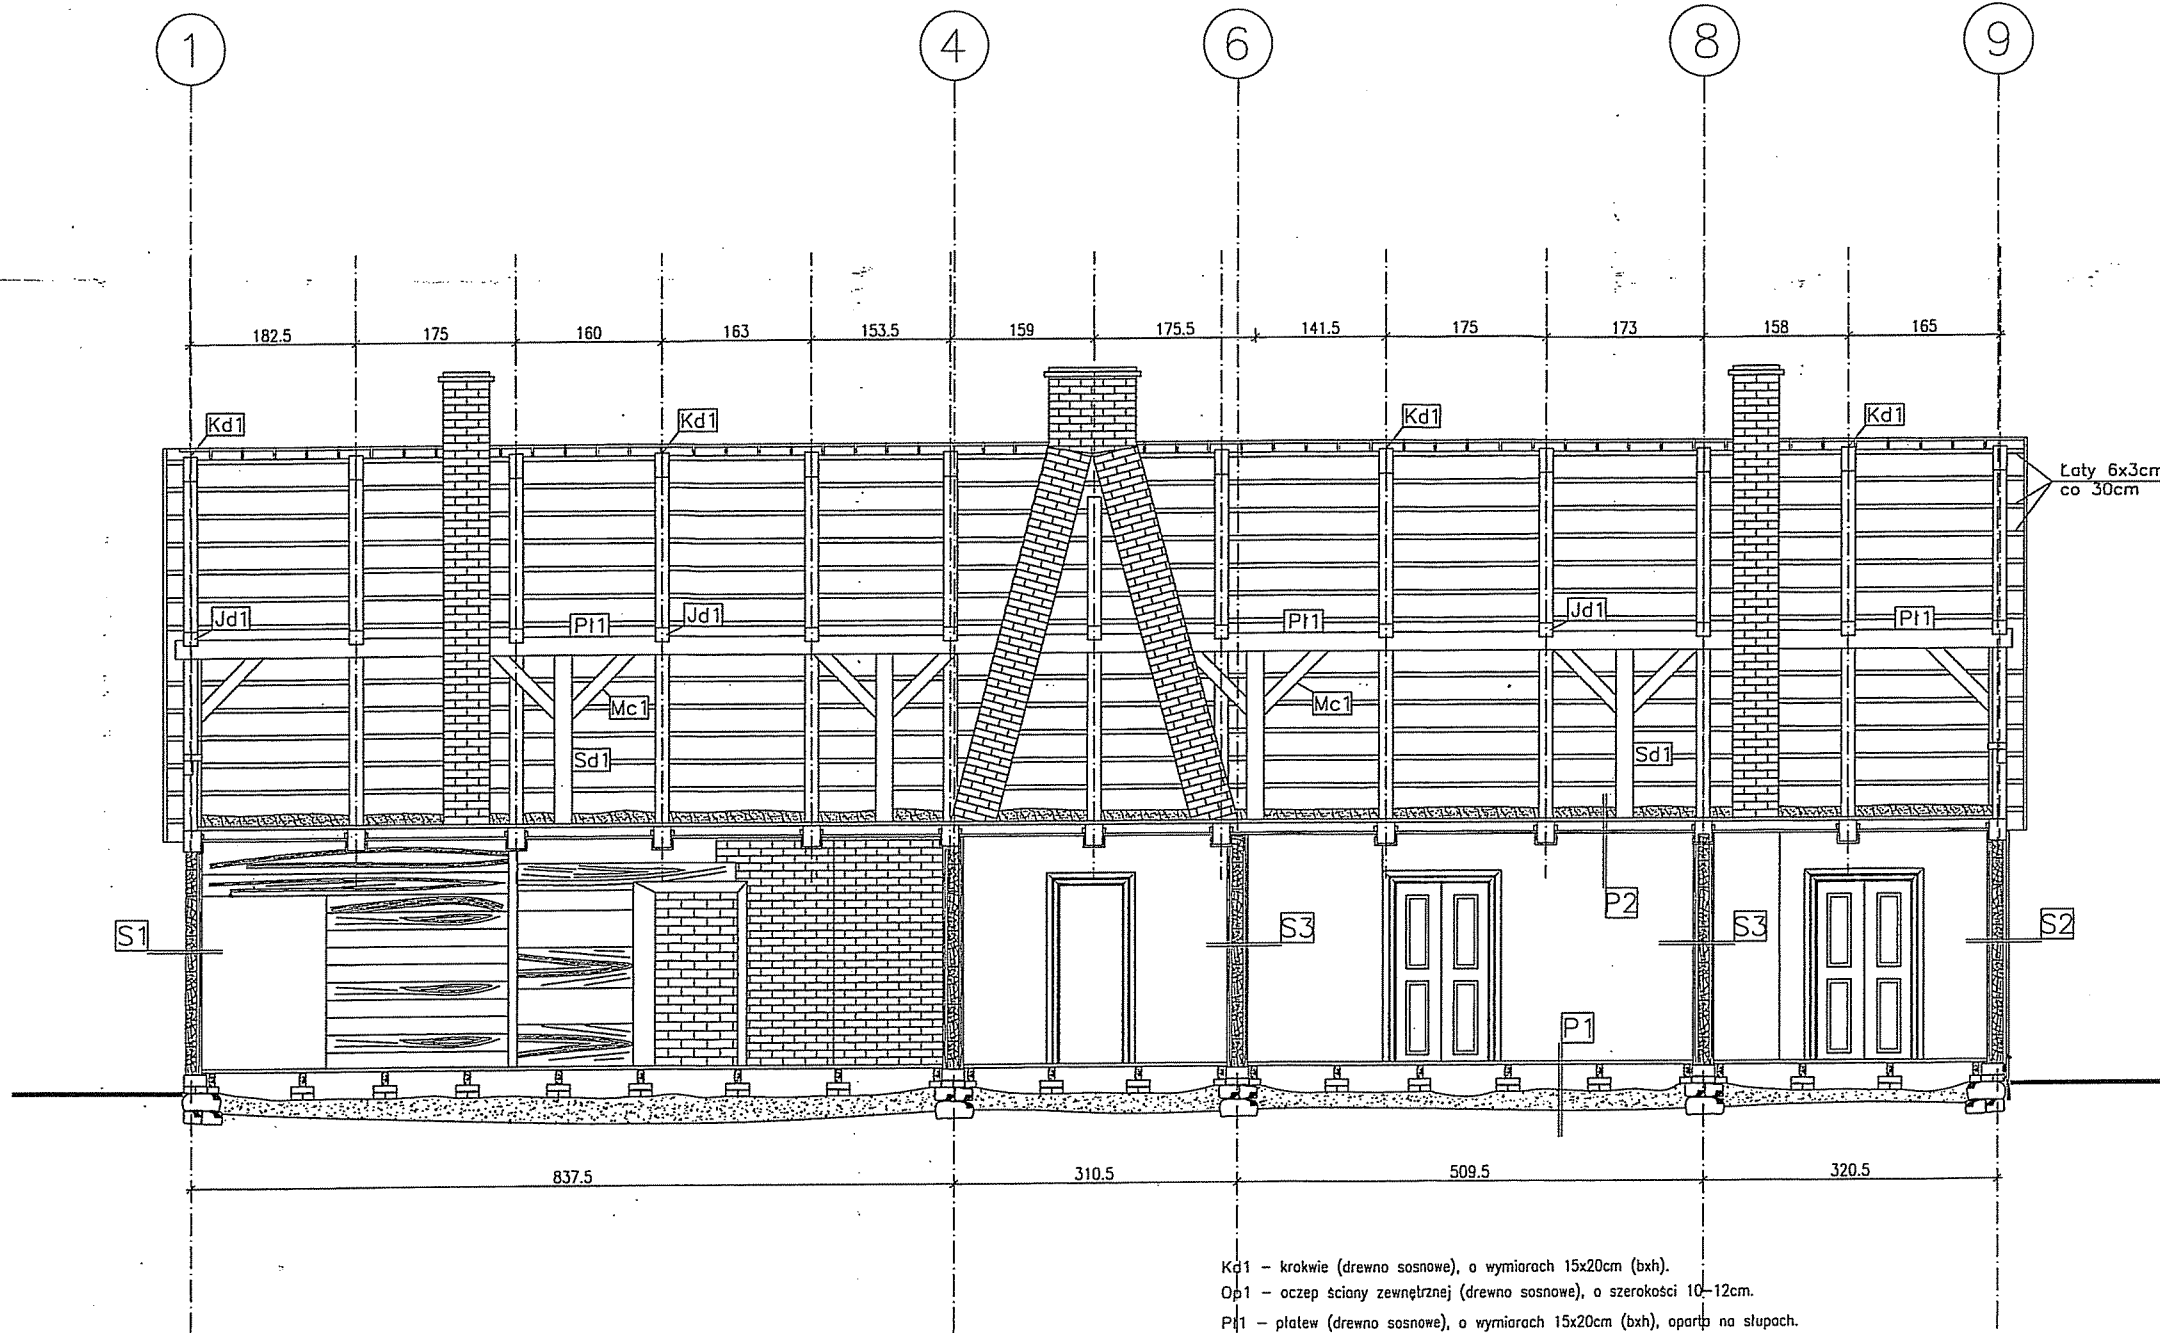 1 4 6 8 9
182.5 175 160 163 153.5 159 175.5 141.5 175 173 158 165
Kd1 Kd1 Kd1 Kd1
Łaty 6x3cm
co 30cm
Jd1 Pł1 Jd1 Pł1 Jd1 Pł1
Mc1 Mc1
Sd1 Sd1
P2
S1 S3 S3 S2
P1
837.5 310.5 509.5 320.5
Kd1 – krokwie (drewno sosnowe), o wymiarach 15x20cm (bxh).
Op1 – oczep ściany zewnętrznej (drewno sosnowe), o szerokości 10–12cm.
Pł1 – płatew (drewno sosnowe), o wymiarach 15x20cm (bxh), oparta na słupach.